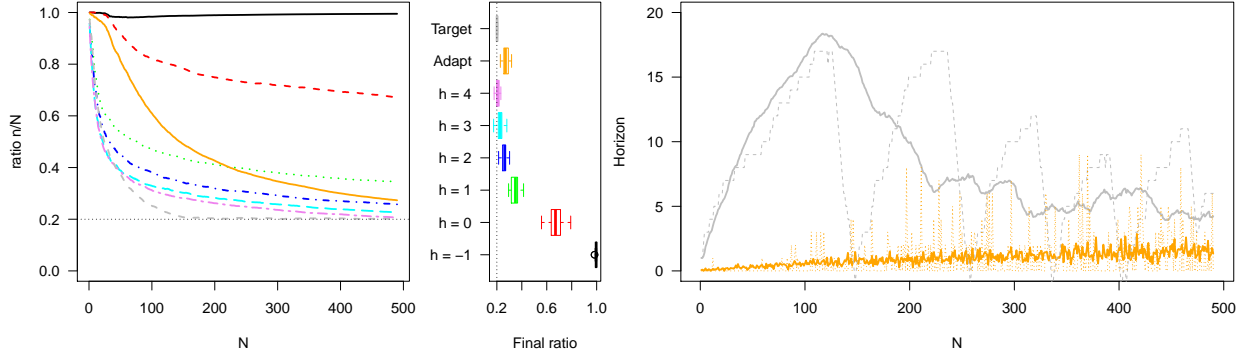 ratio n/N
1.0
0.8
0.6
0.4
0.2
0.0
0 100 200 300 400 500
N
Target
Adapt
h = 4
h = 3
h = 2
h = 1
h = 0
h = −1
0.2 0.6 1.0
Final ratio
Horizon
20
15
10
5
0
0 100 200 300 400 500
N